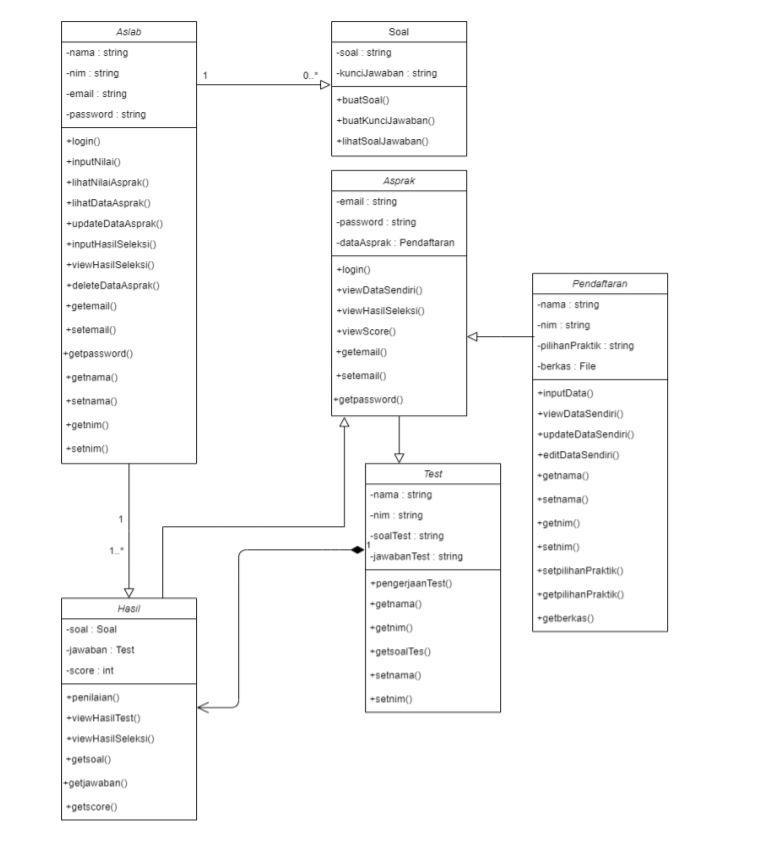 Aslab
-nama : string
-nim : string
-email : string
-password : string
+login()
+inputNilai()
+lihatNilaiAsprak()
+lihatDataAsprak()
+updateDataAsprak()
+inputHasilSeleksi()
+viewHasilSeleksi()
+deleteDataAsprak()
+getemail()
+setemail()
+getpassword()
+getnama()
+setnama()
+getnim()
+setnim()
1
0..*
Soal
-soal : string
-kunciJawaban : string
+buatSoal()
+buatKunciJawaban()
+lihatSoalJawaban()
Asprak
-email : string
-password : string
-dataAsprak : Pendaftaran
+login()
+viewDataSendiri()
+viewHasilSeleksi()
+viewScore()
+getemail()
+setemail()
+getpassword()
Pendaftaran
-nama : string
-nim : string
-pilihanPraktik : string
-berkas : File
+inputData()
+viewDataSendiri()
+updateDataSendiri()
+editDataSendiri()
+getnama()
+setnama()
+getnim()
+setnim()
+setpilihanPraktik()
+getpilihanPraktik()
+getberkas()
Test
-nama : string
-nim : string
-soalTest : string
-jawabanTest : string
+pengerjaanTest()
+getnama()
+getnim()
+getsoalTes()
+setnama()
+setnim()
1
1
1..*
Hasil
-soal : Soal
-jawaban : Test
-score : int
+penilaian()
+viewHasilTest()
+viewHasilSeleksi()
+getsoal()
+getjawaban()
+getscore()